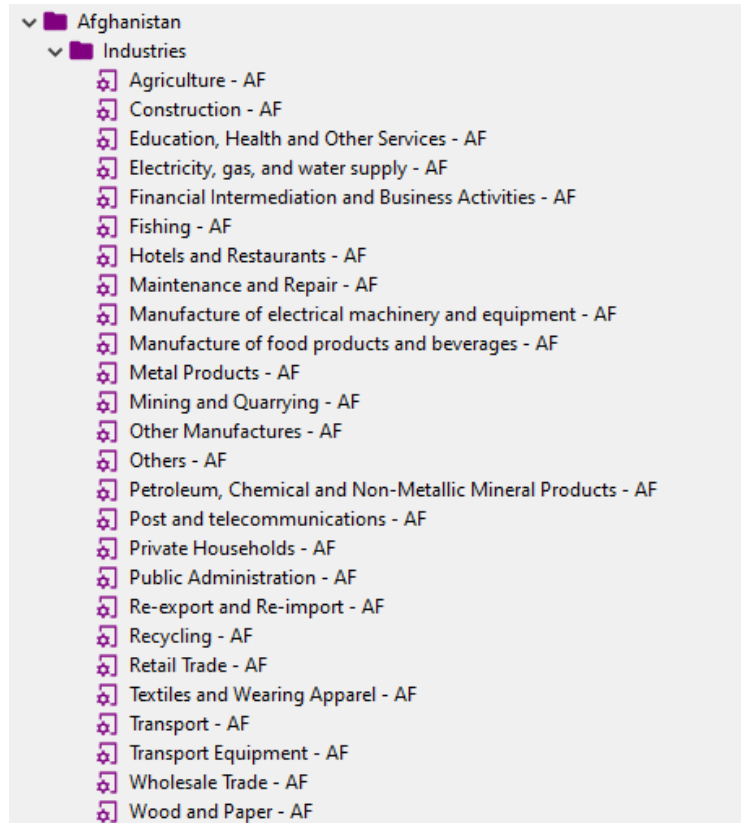 Afghanistan
Industries
Agriculture - AF
Construction - AF
Education, Health and Other Services - AF
Electricity, gas, and water supply - AF
Financial Intermediation and Business Activities - AF
Fishing - AF
Hotels and Restaurants - AF
Maintenance and Repair - AF
Manufacture of electrical machinery and equipment - AF
Manufacture of food products and beverages - AF
Metal Products - AF
Mining and Quarrying - AF
Other Manufactures - AF
Others - AF
Petroleum, Chemical and Non-Metallic Mineral Products - AF
Post and telecommunications - AF
Private Households - AF
Public Administration - AF
Re-export and Re-import - AF
Recycling - AF
Retail Trade - AF
Textiles and Wearing Apparel - AF
Transport - AF
Transport Equipment - AF
Wholesale Trade - AF
Wood and Paper - AF